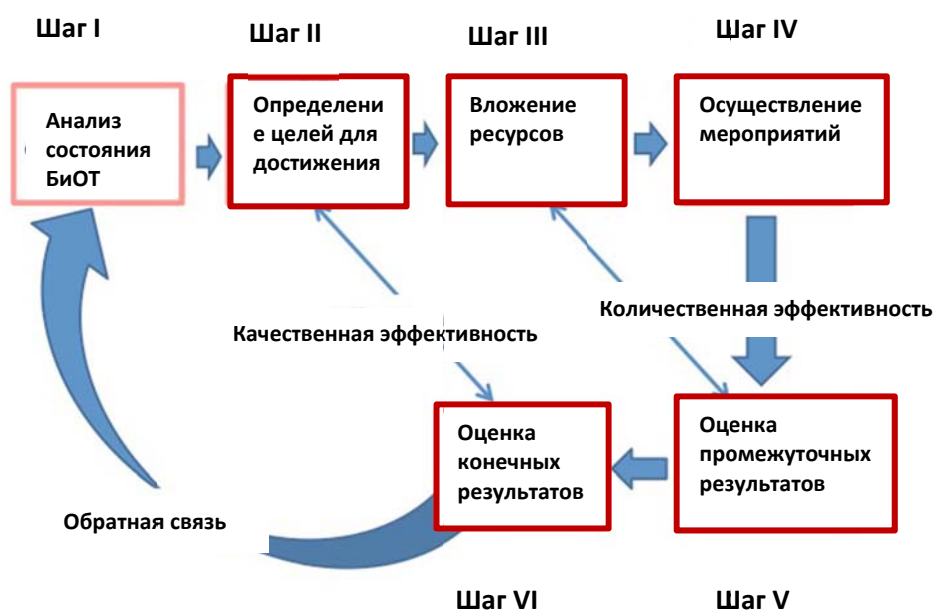 Шаг I
Шаг II
Шаг III
Шаг IV
Анализ
состояния
БиОТ
Определени
е целей для
достижения
Вложение
ресурсов
Осуществление
мероприятий
Качественная эффективность
Количественная эффективность
Оценка
конечных
результатов
Оценка
промежуточных
результатов
Обратная связь
Шаг VI
Шаг V